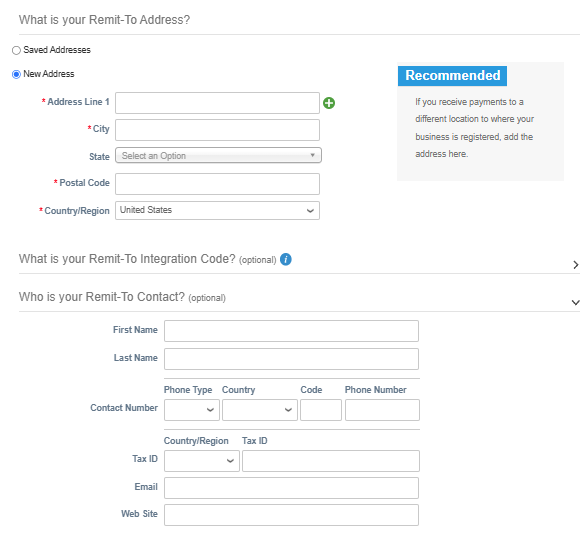 What is your Remit-To Address?
Saved Addresses
New Address
Recommended
If you receive payments to a
different location to where your
business is registered, add the
address here.
* Address Line 1
* City
State Select an Option
* Postal Code
* Country/Region United States
What is your Remit-To Integration Code? (optional) i
Who is your Remit-To Contact? (optional)
First Name
Last Name
Phone Type Country Code Phone Number
Contact Number
Country/Region Tax ID
Tax ID
Email
Web Site